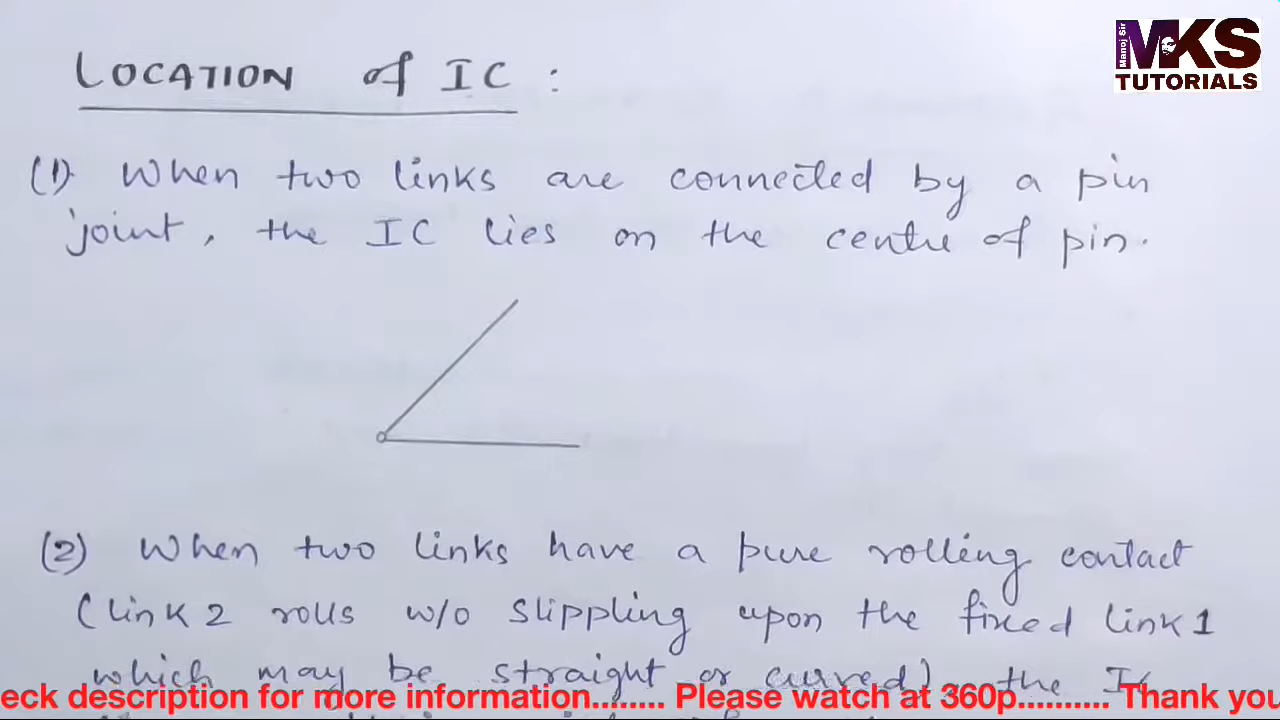 Manoj Sir
MKS
TUTORIALS
LOCATION of IC :
(1) When two links are connected by a pin
joint, the IC lies on the centre of pin.
(2) When two links have a pure rolling contact
(link 2 rolls w/o slippling upon the fixed link 1
which may be straight or curved), the IC
eck description for more information........ Please watch at 360p.......... Thank you